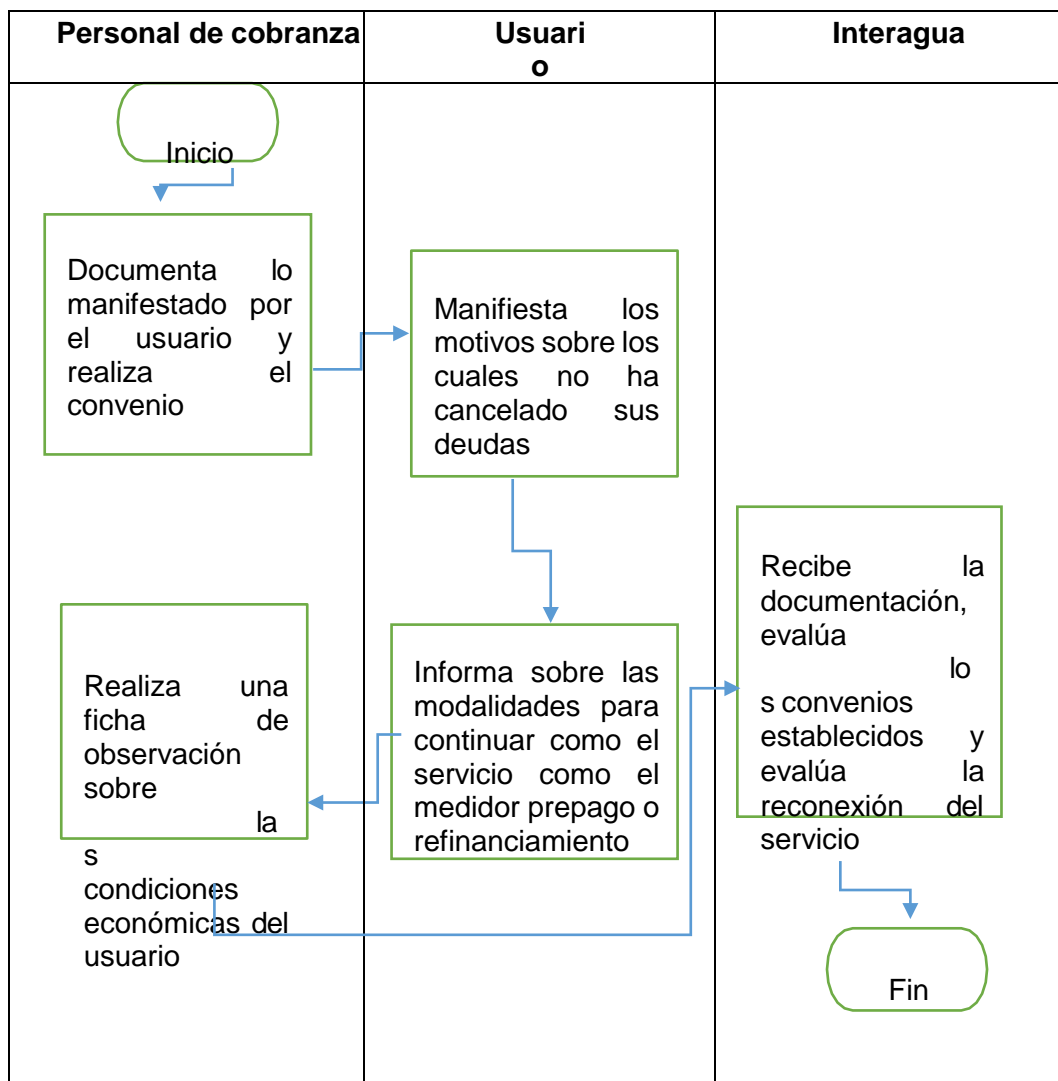 Personal de cobranza
Usuari
o
Interagua
Inicio
Documenta lo
manifestado por
el usuario y
realiza el
convenio
Manifiesta los
motivos sobre los
cuales no ha
cancelado sus
deudas
Recibe la
documentación,
evalúa
lo
s convenios
establecidos y
evalúa la
reconexión del
servicio
Informa sobre las
modalidades para
continuar como el
servicio como el
medidor prepago o
refinanciamiento
Realiza una
ficha de
observación
sobre
la
s
condiciones
económicas del
usuario
Fin